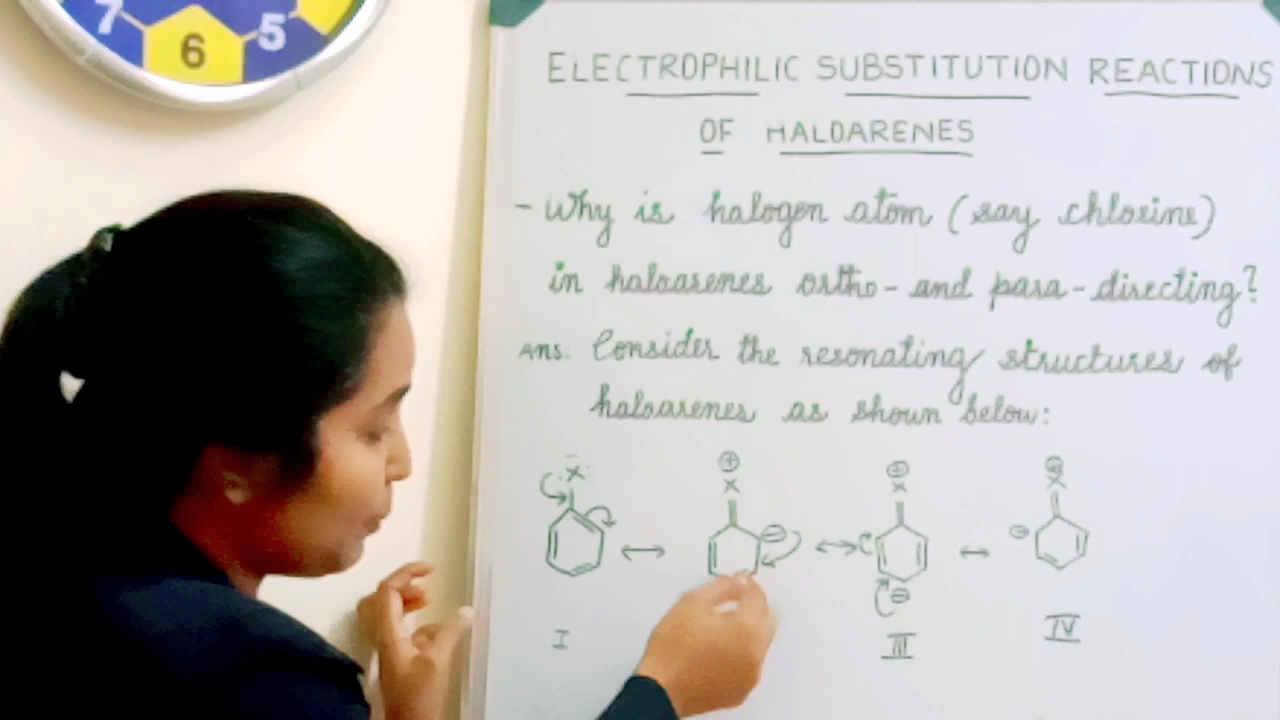 7 6 5
ELECTROPHILIC SUBSTITUTION REACTIONS
OF HALOARENES
- Why is halogen atom (say chlorine)
in haloarenes ortho- and para-directing?
Ans: Consider the resonating structures of
haloarenes as shown below:
:X: ⊕ ⊕ ⊕
X X X
⊖ ⊖
⊖
I III IV